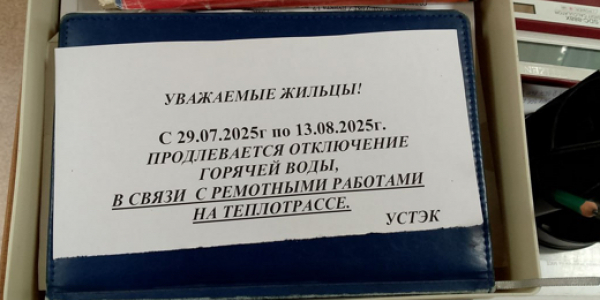 УВАЖАЕМЫЕ ЖИЛЬЦЫ!
С 29.07.2025г по 13.08.2025г.
ПРОДЛЕВАЕТСЯ ОТКЛЮЧЕНИЕ
ГОРЯЧЕЙ ВОДЫ,
В СВЯЗИ С РЕМОТНЫМИ РАБОТАМИ
НА ТЕПЛОТРАССЕ.
УСТЭК